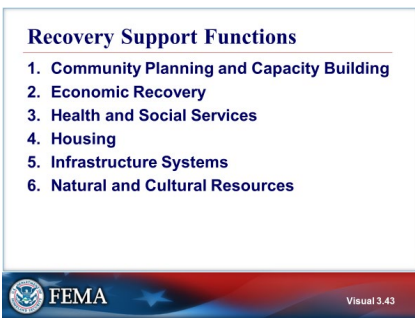 Recovery Support Functions
1. Community Planning and Capacity Building
2. Economic Recovery
3. Health and Social Services
4. Housing
5. Infrastructure Systems
6. Natural and Cultural Resources
FEMA
Visual 3.43